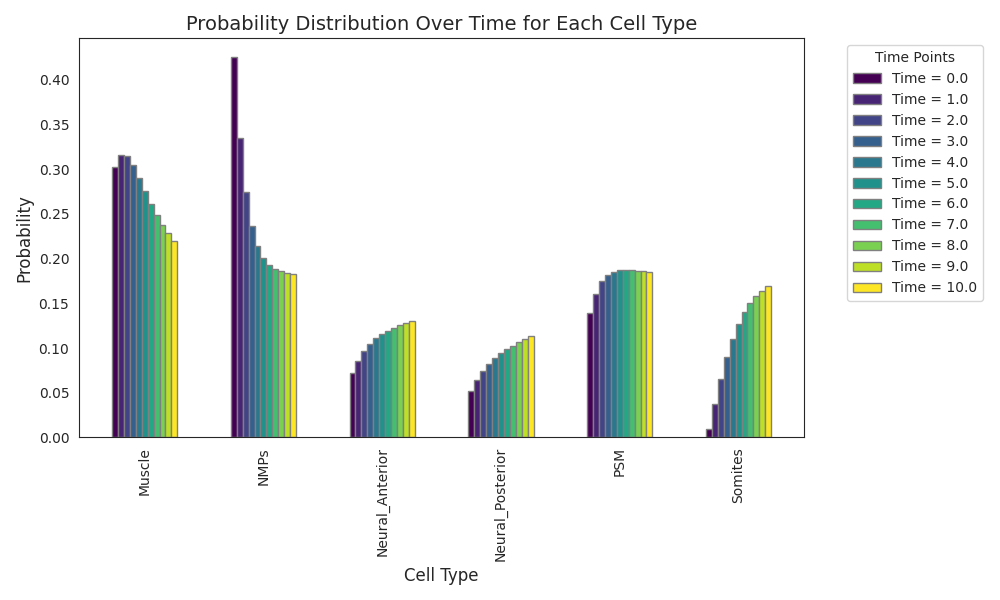 Probability Distribution Over Time for Each Cell Type
Probability
0.40
0.35
0.30
0.25
0.20
0.15
0.10
0.05
0.00
Muscle
NMPs
Neural_Anterior
Neural_Posterior
PSM
Somites
Cell Type
Time Points
Time = 0.0
Time = 1.0
Time = 2.0
Time = 3.0
Time = 4.0
Time = 5.0
Time = 6.0
Time = 7.0
Time = 8.0
Time = 9.0
Time = 10.0